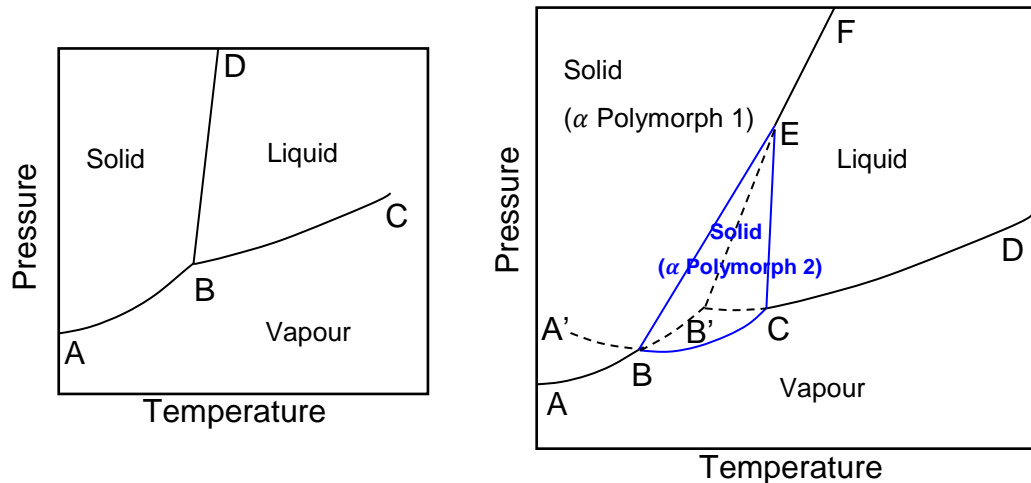 D
Solid
Liquid
C
B
Vapour
A
Pressure
Temperature
F
Solid
(α Polymorph 1)
E
Liquid
Solid
(α Polymorph 2)
D
A’
B’
C
B
Vapour
A
Pressure
Temperature